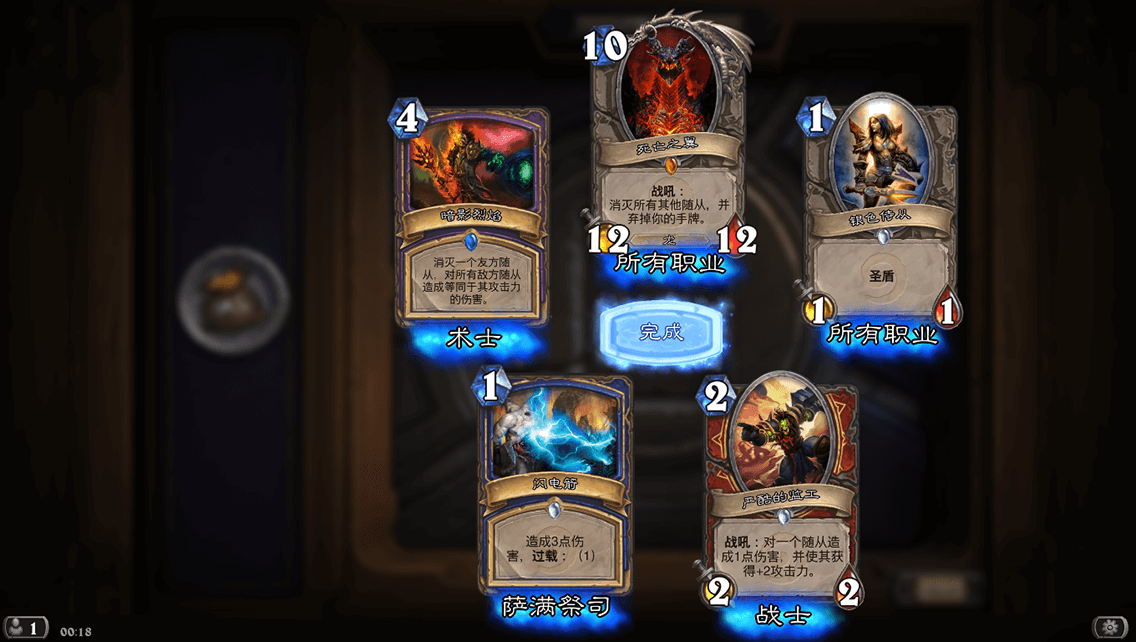 10
死亡之翼
战吼：
消灭所有其他随从，并
弃掉你的手牌。
龙
12
12
所有职业
4
暗影烈焰
消灭一个友方随
从，对所有敌方随从
造成等同于其攻击力
的伤害。
术士
1
银色侍从
圣盾
1
1
所有职业
完成
1
闪电箭
造成3点伤
害，过载：（1）
萨满祭司
2
严酷的监工
战吼：对一个随从造
成1点伤害，并使其获
得+2攻击力。
2
2
战士
1
00:18